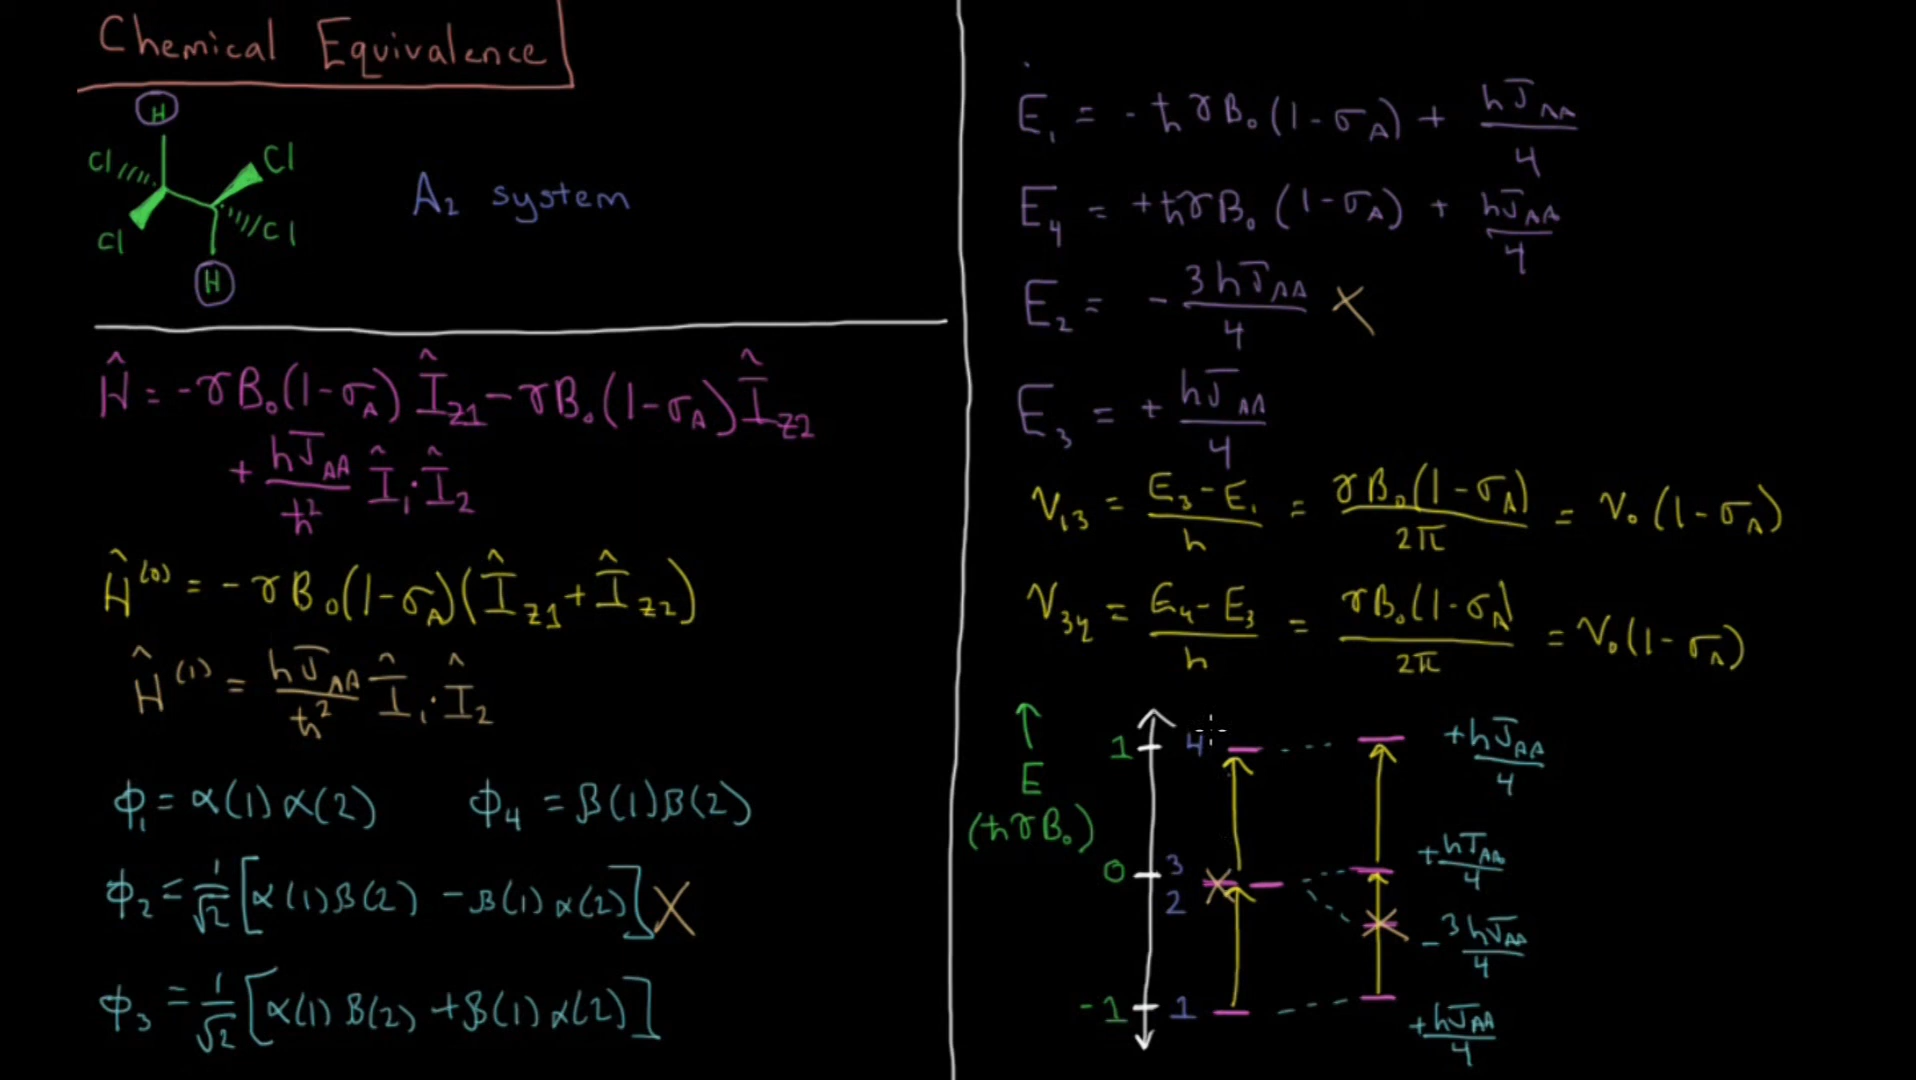 Chemical Equivalence
H
Cl Cl
Cl Cl
H
A₂ system
Ĥ = -γB₀(1-σ_A) Î_z1 - γB₀(1-σ_A) Î_z2
+ hJ_AA/ħ² Î₁·Î₂
Ĥ⁽⁰⁾ = -γB₀(1-σ_A)(Î_z1 + Î_z2)
Ĥ⁽¹⁾ = hJ_AA/ħ² Î₁·Î₂
ϕ₁ = α(1)α(2) ϕ₄ = β(1)β(2)
ϕ₂ = 1/√2 [α(1)β(2) - β(1)α(2)] X
ϕ₃ = 1/√2 [α(1)β(2) + β(1)α(2)]
E₁ = -ħγB₀(1-σ_A) + hJ_AA/4
E₄ = +ħγB₀(1-σ_A) + hJ_AA/4
E₂ = -3hJ_AA/4 X
E₃ = +hJ_AA/4
ν₁₃ = E₃-E₁/h = γB₀(1-σ_A)/2π = ν₀(1-σ_A)
ν₃₄ = E₄-E₃/h = γB₀(1-σ_A)/2π = ν₀(1-σ_A)
E
(ħγB₀)
1 4 +hJ_AA/4
0 3 +hJ_AA/4
2 -3hJ_AA/4
-1 1 +hJ_AA/4